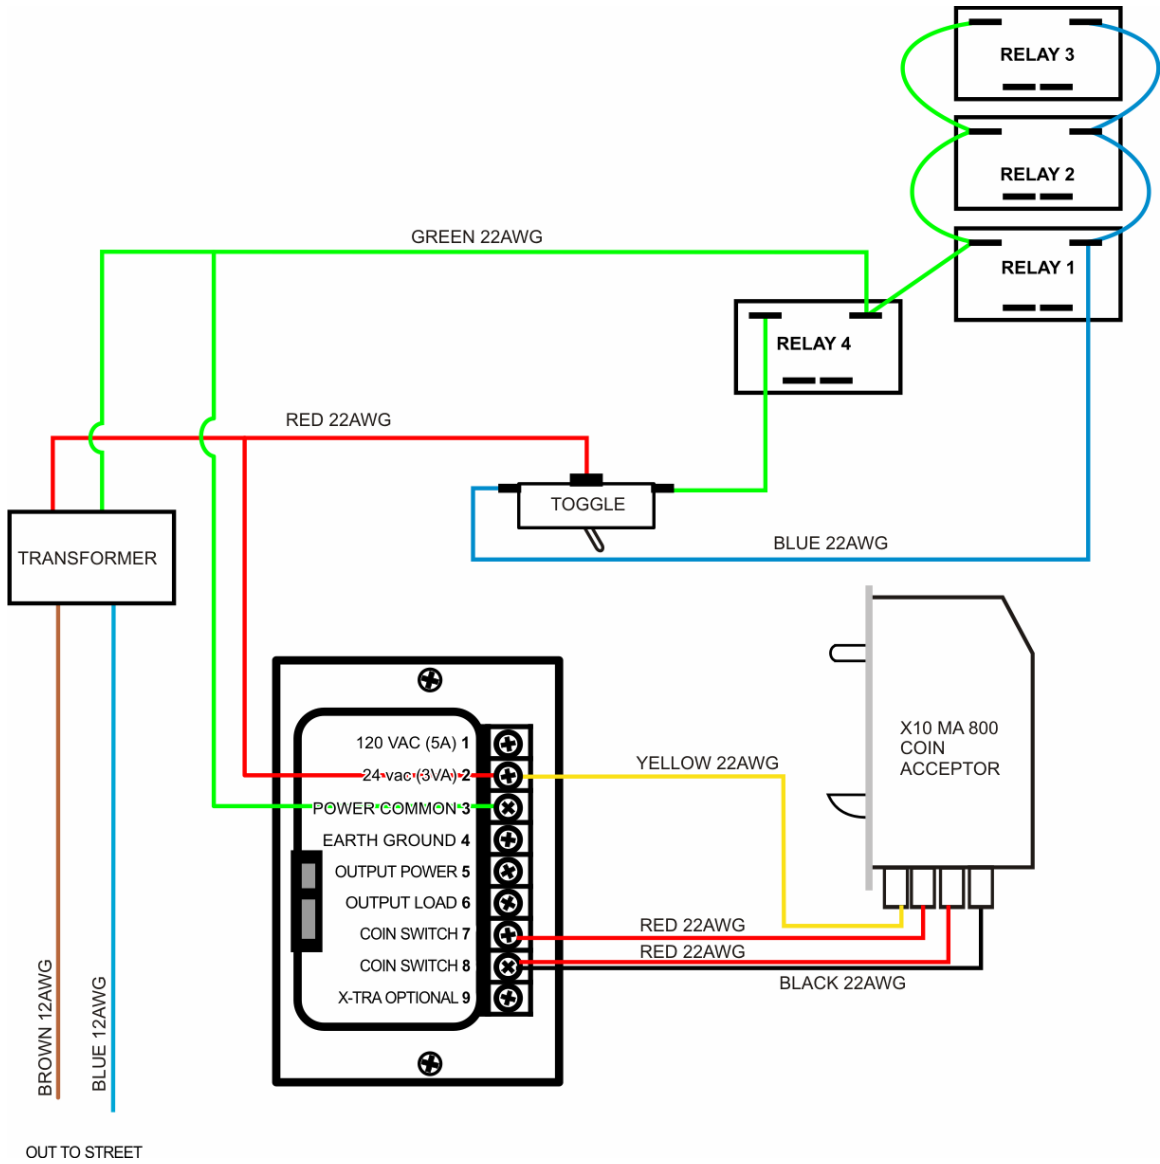 RELAY 3
RELAY 2
RELAY 1
GREEN 22AWG
RELAY 4
RED 22AWG
TOGGLE
BLUE 22AWG
TRANSFORMER
X10 MA 800
COIN
ACCEPTOR
120 VAC (5A) 1
24 vac (3VA) 2
POWER COMMON 3
EARTH GROUND 4
OUTPUT POWER 5
OUTPUT LOAD 6
COIN SWITCH 7
COIN SWITCH 8
X-TRA OPTIONAL 9
YELLOW 22AWG
RED 22AWG
RED 22AWG
BLACK 22AWG
BROWN 12AWG
BLUE 12AWG
OUT TO STREET